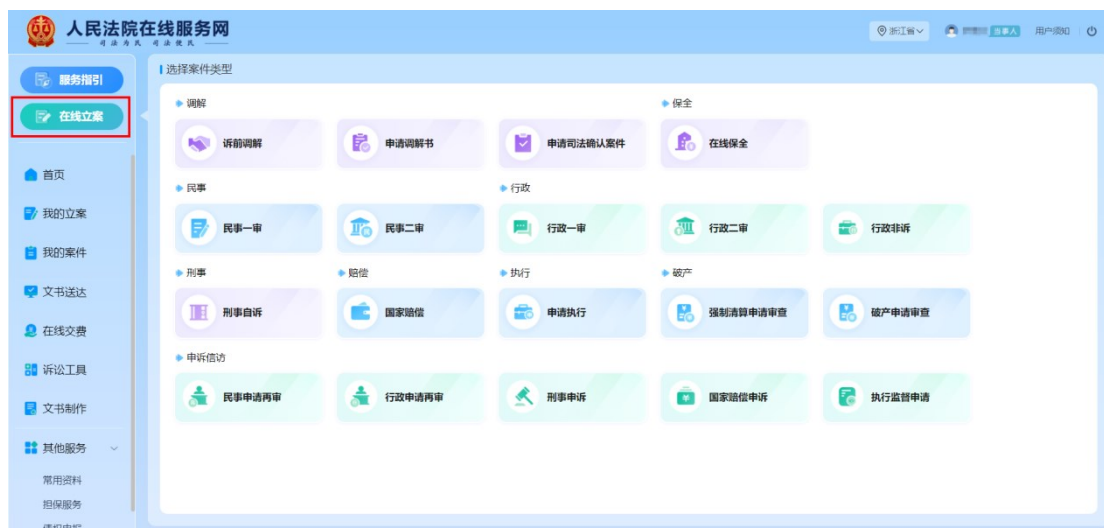 人民法院在线服务网
司法为民 司法便民
浙江省
当事人
用户须知
服务指引
在线立案
首页
我的立案
我的案件
文书送达
在线交费
诉讼工具
文书制作
其他服务
常用资料
担保服务
选择案件类型
调解
保全
诉前调解
申请调解书
申请司法确认案件
在线保全
民事
行政
民事一审
民事二审
行政一审
行政二审
行政非诉
刑事
赔偿
执行
破产
刑事自诉
国家赔偿
申请执行
强制清算申请审查
破产申请审查
申诉信访
民事申请再审
行政申请再审
刑事申诉
国家赔偿申诉
执行监督申请